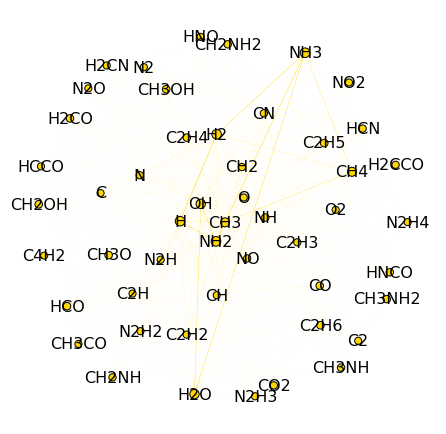 HNO
CH2NH2
NH3
H2CN
N2
NO2
N2O
CH3OH
CN
H2CO
HCN
H2
C2H4
C2H5
HCCO
CH2
H2CCO
CH4
N
C
CH2OH
OH
O
O2
H
CH3
NH
N2H4
NH2
C2H3
C4H2
CH3O
N2H
NO
HNCO
CO
C2H
CH
CH3NH2
HCO
C2H6
N2H2
C2H2
C2
CH3CO
CH3NH
CH2NH
CO2
H2O
N2H3